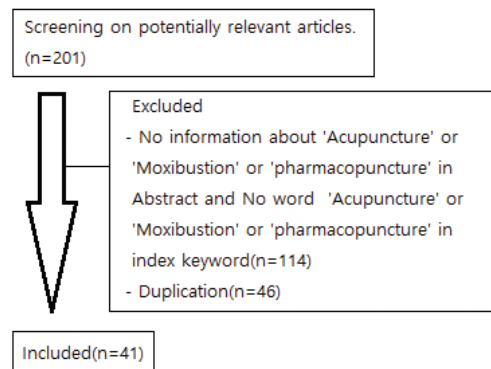 Screening on potentially relevant articles.
(n=201)
Excluded
- No information about 'Acupuncture' or
'Moxibustion' or 'pharmacopuncture' in
Abstract and No word 'Acupuncture' or
'Moxibustion' or 'pharmacopuncture' in
index keyword(n=114)
- Duplication(n=46)
Included(n=41)